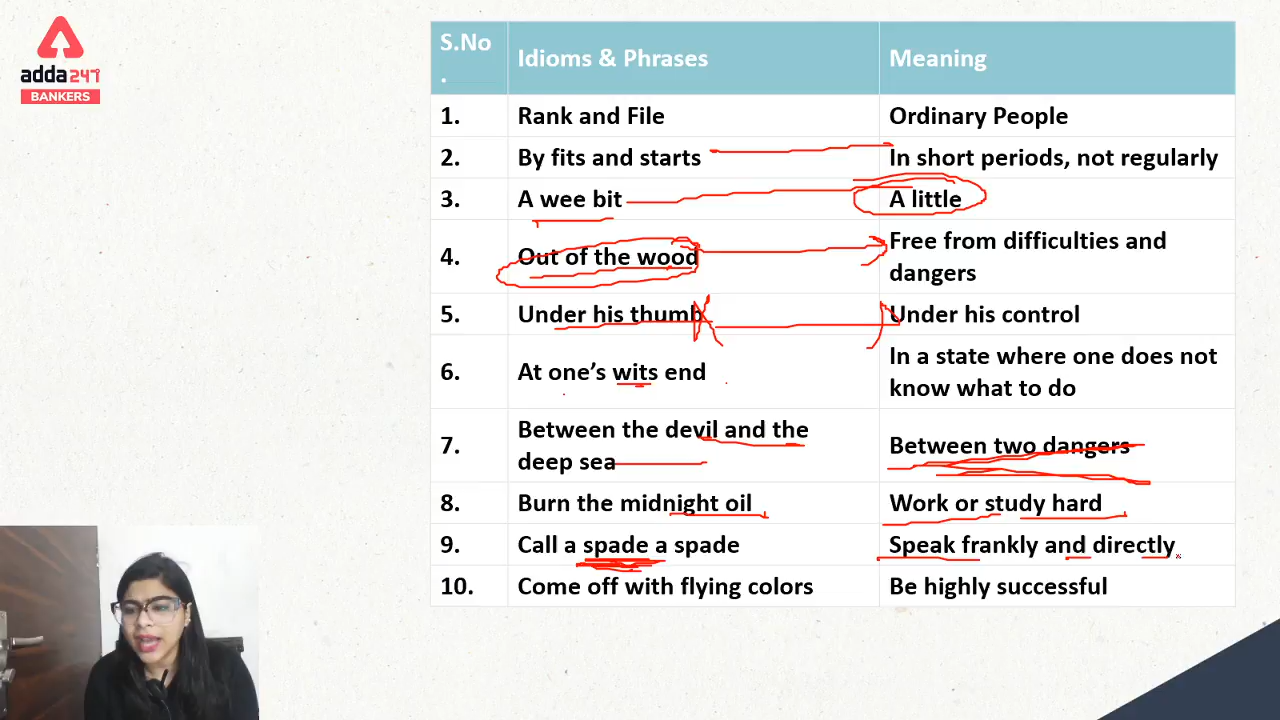 adda247
BANKERS
S.No
.
Idioms & Phrases
Meaning
1.
Rank and File
Ordinary People
2.
By fits and starts
In short periods, not regularly
3.
A wee bit
A little
4.
Out of the wood
Free from difficulties and
dangers
5.
Under his thumb
Under his control
6.
At one’s wits end
In a state where one does not
know what to do
7.
Between the devil and the
deep sea
Between two dangers
8.
Burn the midnight oil
Work or study hard
9.
Call a spade a spade
Speak frankly and directly
10.
Come off with flying colors
Be highly successful